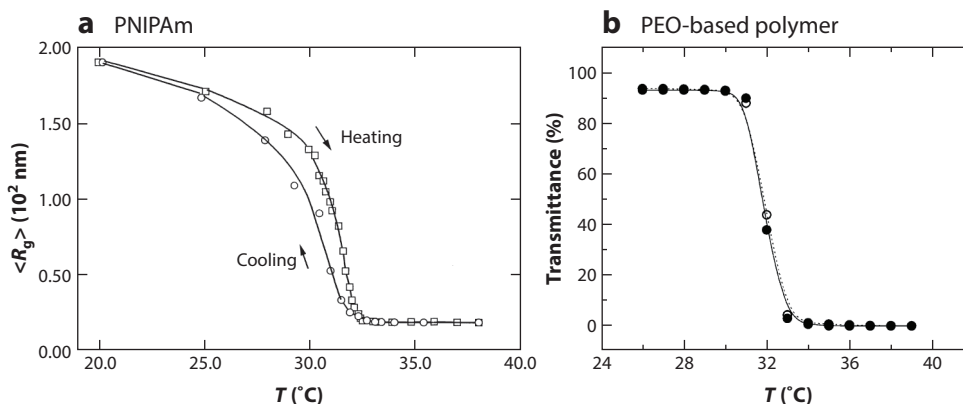 a PNIPAm
2.00
1.50
1.00
0.50
0.00
<Rg> (10² nm)
Heating
Cooling
20.0 25.0 30.0 35.0 40.0
T (˚C)
b PEO-based polymer
100
80
60
40
20
0
Transmittance (%)
24 28 32 36 40
T (˚C)